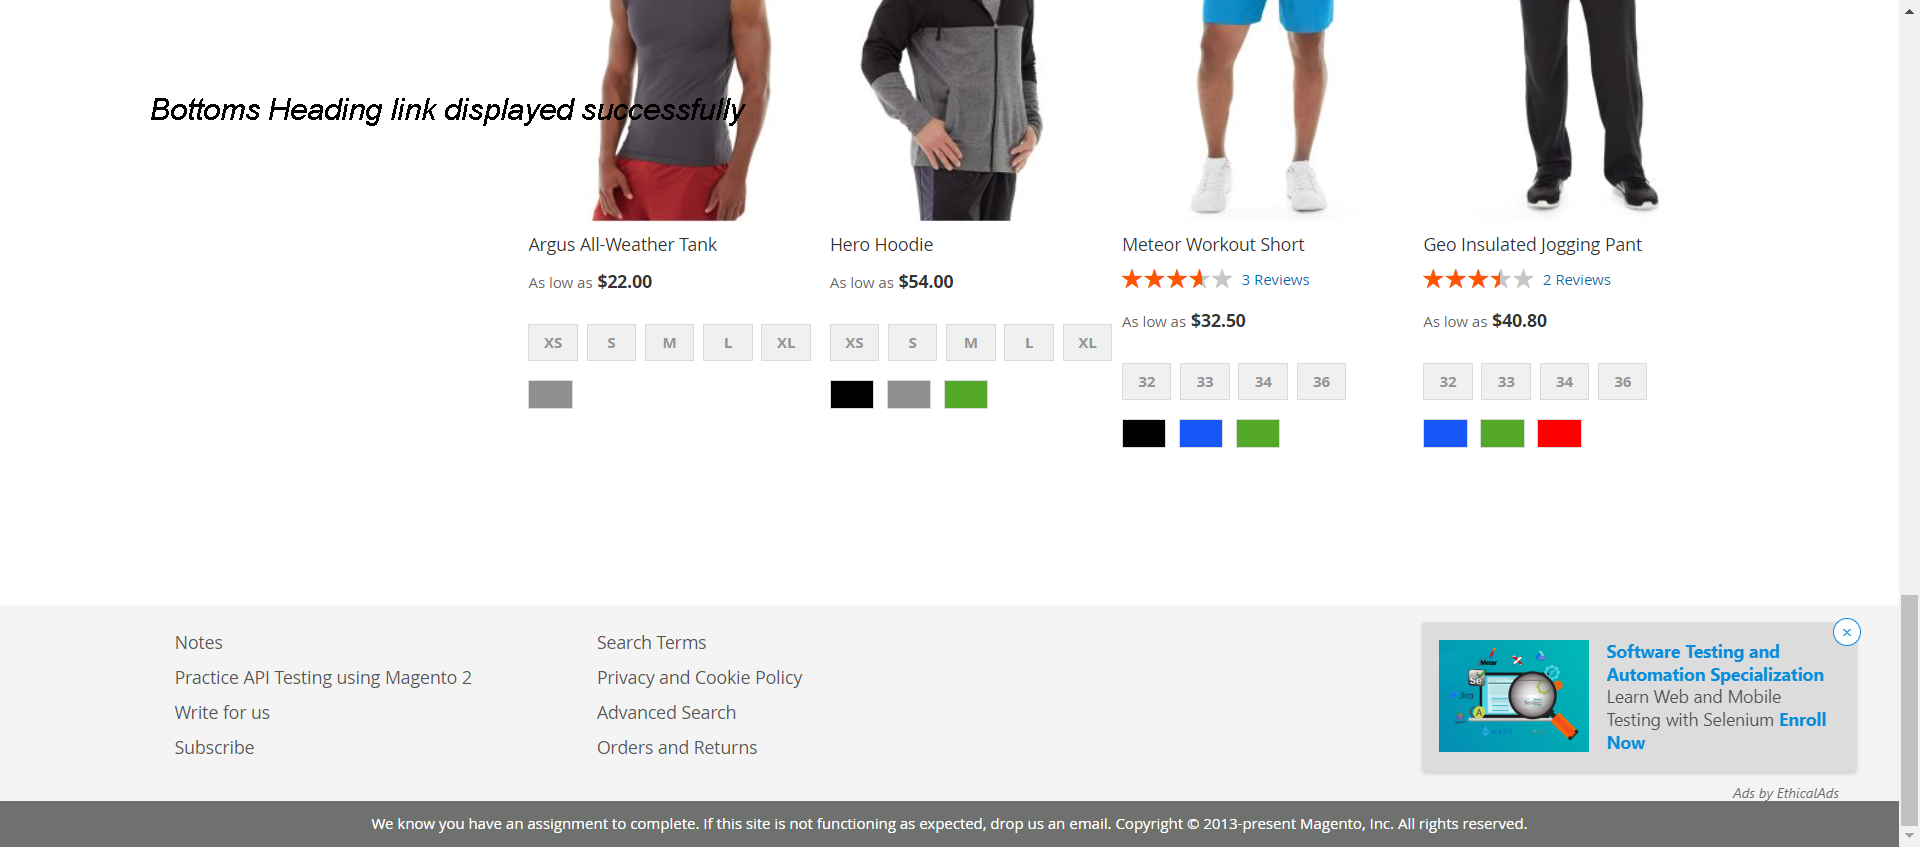 Bottoms Heading link displayed successfully
Argus All-Weather Tank
As low as $22.00
XS S M L XL
Hero Hoodie
As low as $54.00
XS S M L XL
Meteor Workout Short
3 Reviews
As low as $32.50
32 33 34 36
Geo Insulated Jogging Pant
2 Reviews
As low as $40.80
32 33 34 36
Notes
Practice API Testing using Magento 2
Write for us
Subscribe
Search Terms
Privacy and Cookie Policy
Advanced Search
Orders and Returns
Meter
Se
Jira
A
Testing
Software Testing and
Automation Specialization
Learn Web and Mobile
Testing with Selenium Enroll
Now
Ads by EthicalAds
We know you have an assignment to complete. If this site is not functioning as expected, drop us an email. Copyright © 2013-present Magento, Inc. All rights reserved.